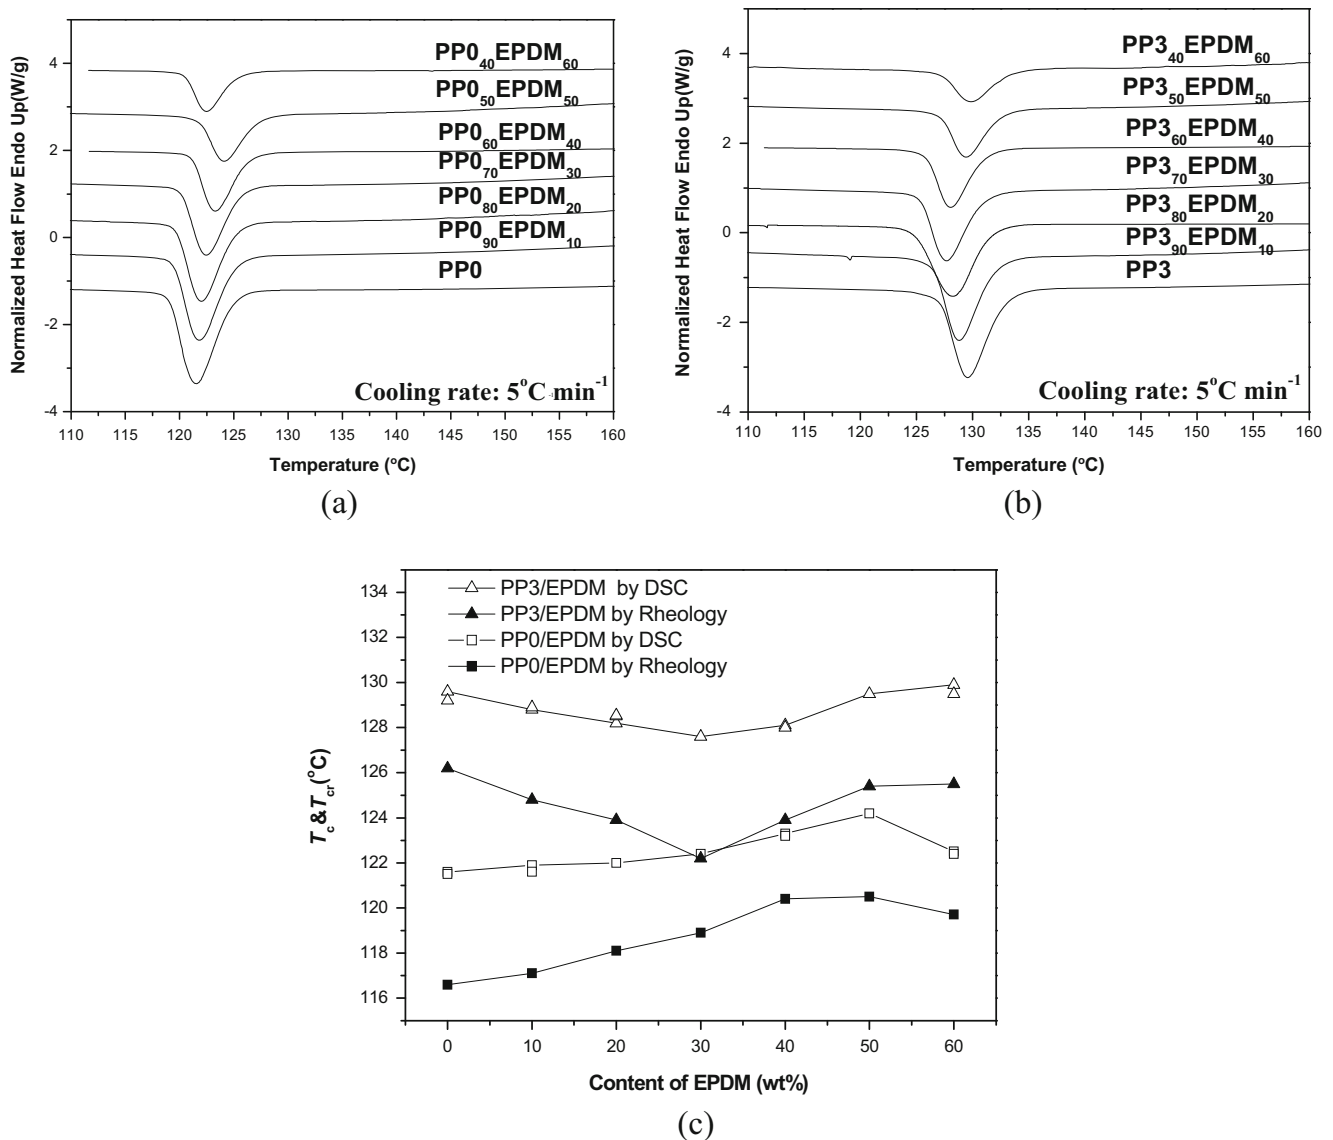 Normalized Heat Flow Endo Up(W/g)
4
2
0
-2
-4
PP0₄₀EPDM₆₀
PP0₅₀EPDM₅₀
PP0₆₀EPDM₄₀
PP0₇₀EPDM₃₀
PP0₈₀EPDM₂₀
PP0₉₀EPDM₁₀
PP0
Cooling rate: 5°C min⁻¹
110 115 120 125 130 135 140 145 150 155 160
Temperature (°C)
(a)
Normalized Heat Flow Endo Up(W/g)
4
2
0
-2
-4
PP3₄₀EPDM₆₀
PP3₅₀EPDM₅₀
PP3₆₀EPDM₄₀
PP3₇₀EPDM₃₀
PP3₈₀EPDM₂₀
PP3₉₀EPDM₁₀
PP3
Cooling rate: 5°C min⁻¹
110 115 120 125 130 135 140 145 150 155 160
Temperature (°C)
(b)
T_c & T_cr (°C)
134
132
130
128
126
124
122
120
118
116
PP3/EPDM by DSC
PP3/EPDM by Rheology
PP0/EPDM by DSC
PP0/EPDM by Rheology
0 10 20 30 40 50 60
Content of EPDM (wt%)
(c)